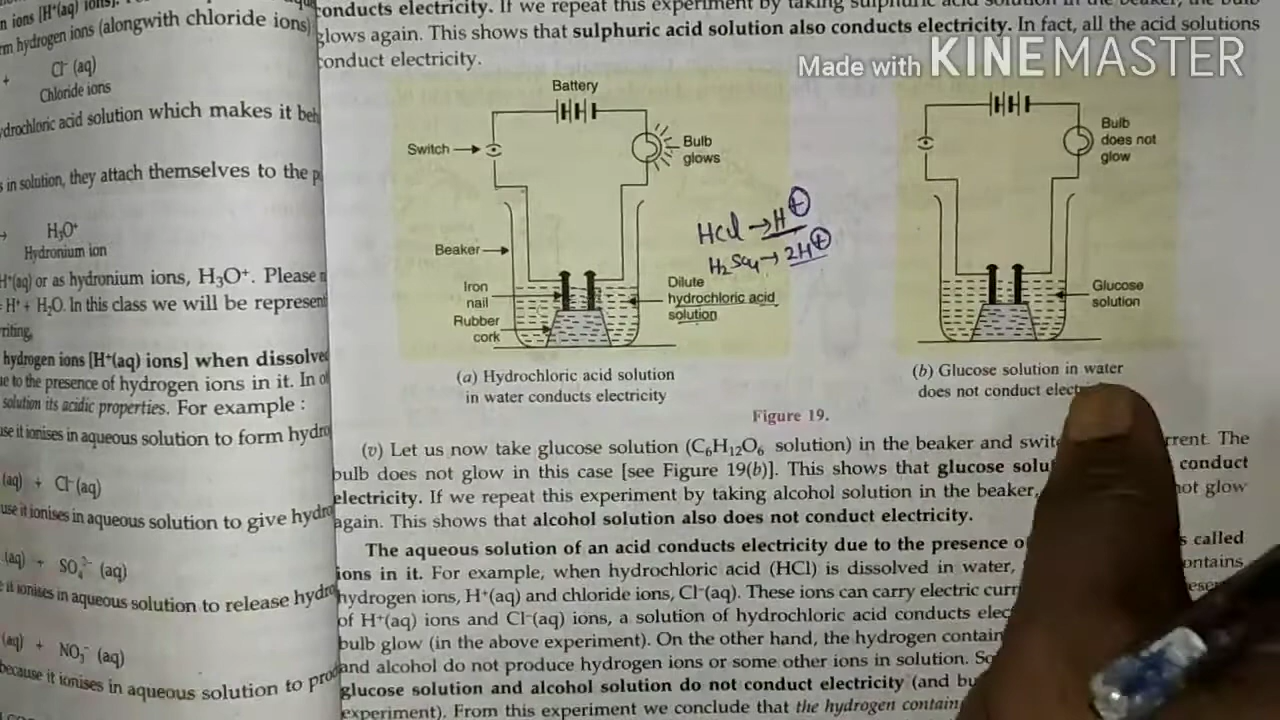 n ions [H⁺(aq) ions].
rm hydrogen ions (alongwith chloride ions)
+ Cl⁻ (aq)
Chloride ions
ydrochloric acid solution which makes it beh
s in solution, they attach themselves to the p
→ H₃O⁺
Hydronium ion
H⁺(aq) or as hydronium ions, H₃O⁺. Please n
= H⁺ + H₂O. In this class we will be represent
riting,
hydrogen ions [H⁺(aq) ions] when dissolve
ue to the presence of hydrogen ions in it. In o
solution its acidic properties. For example :
use it ionises in aqueous solution to form hydro
(aq) + Cl⁻(aq)
use it ionises in aqueous solution to give hydro
(aq) + SO₄²⁻ (aq)
e it ionises in aqueous solution to release hydro
(aq) + NO₃⁻ (aq)
because it ionises in aqueous solution to prod
conducts electricity. If we repeat this experiment by taking sulphuric acid solution in the beaker, the bulb
glows again. This shows that sulphuric acid solution also conducts electricity. In fact, all the acid solutions
conduct electricity.
Made with KINEMASTER
Battery
Switch
Bulb
glows
Beaker
Iron
nail
Rubber
cork
Dilute
hydrochloric acid
solution
HCl → H⁺
H₂SO₄ → 2H⁺
(a) Hydrochloric acid solution
in water conducts electricity
Bulb
does not
glow
Glucose
solution
(b) Glucose solution in water
does not conduct elect
Figure 19.
(v) Let us now take glucose solution (C₆H₁₂O₆ solution) in the beaker and swit rrent. The
bulb does not glow in this case [see Figure 19(b)]. This shows that glucose solu conduct
electricity. If we repeat this experiment by taking alcohol solution in the beaker, not glow
again. This shows that alcohol solution also does not conduct electricity.
The aqueous solution of an acid conducts electricity due to the presence o s called
ions in it. For example, when hydrochloric acid (HCl) is dissolved in water, ontains
hydrogen ions, H⁺(aq) and chloride ions, Cl⁻(aq). These ions can carry electric curr
of H⁺(aq) ions and Cl⁻(aq) ions, a solution of hydrochloric acid conducts elec
bulb glow (in the above experiment). On the other hand, the hydrogen contain
and alcohol do not produce hydrogen ions or some other ions in solution. So
glucose solution and alcohol solution do not conduct electricity (and bu
experiment). From this experiment we conclude that the hydrogen contain